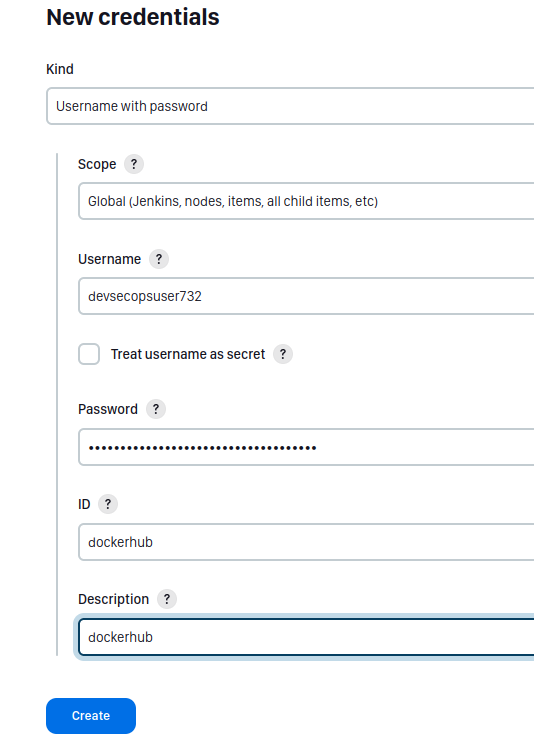 New credentials
Kind
Username with password
Scope ?
Global (Jenkins, nodes, items, all child items, etc)
Username ?
devsecopsuser732
Treat username as secret ?
Password ?
••••••••••••••••••••••••••••••••••••
ID ?
dockerhub
Description ?
dockerhub
Create